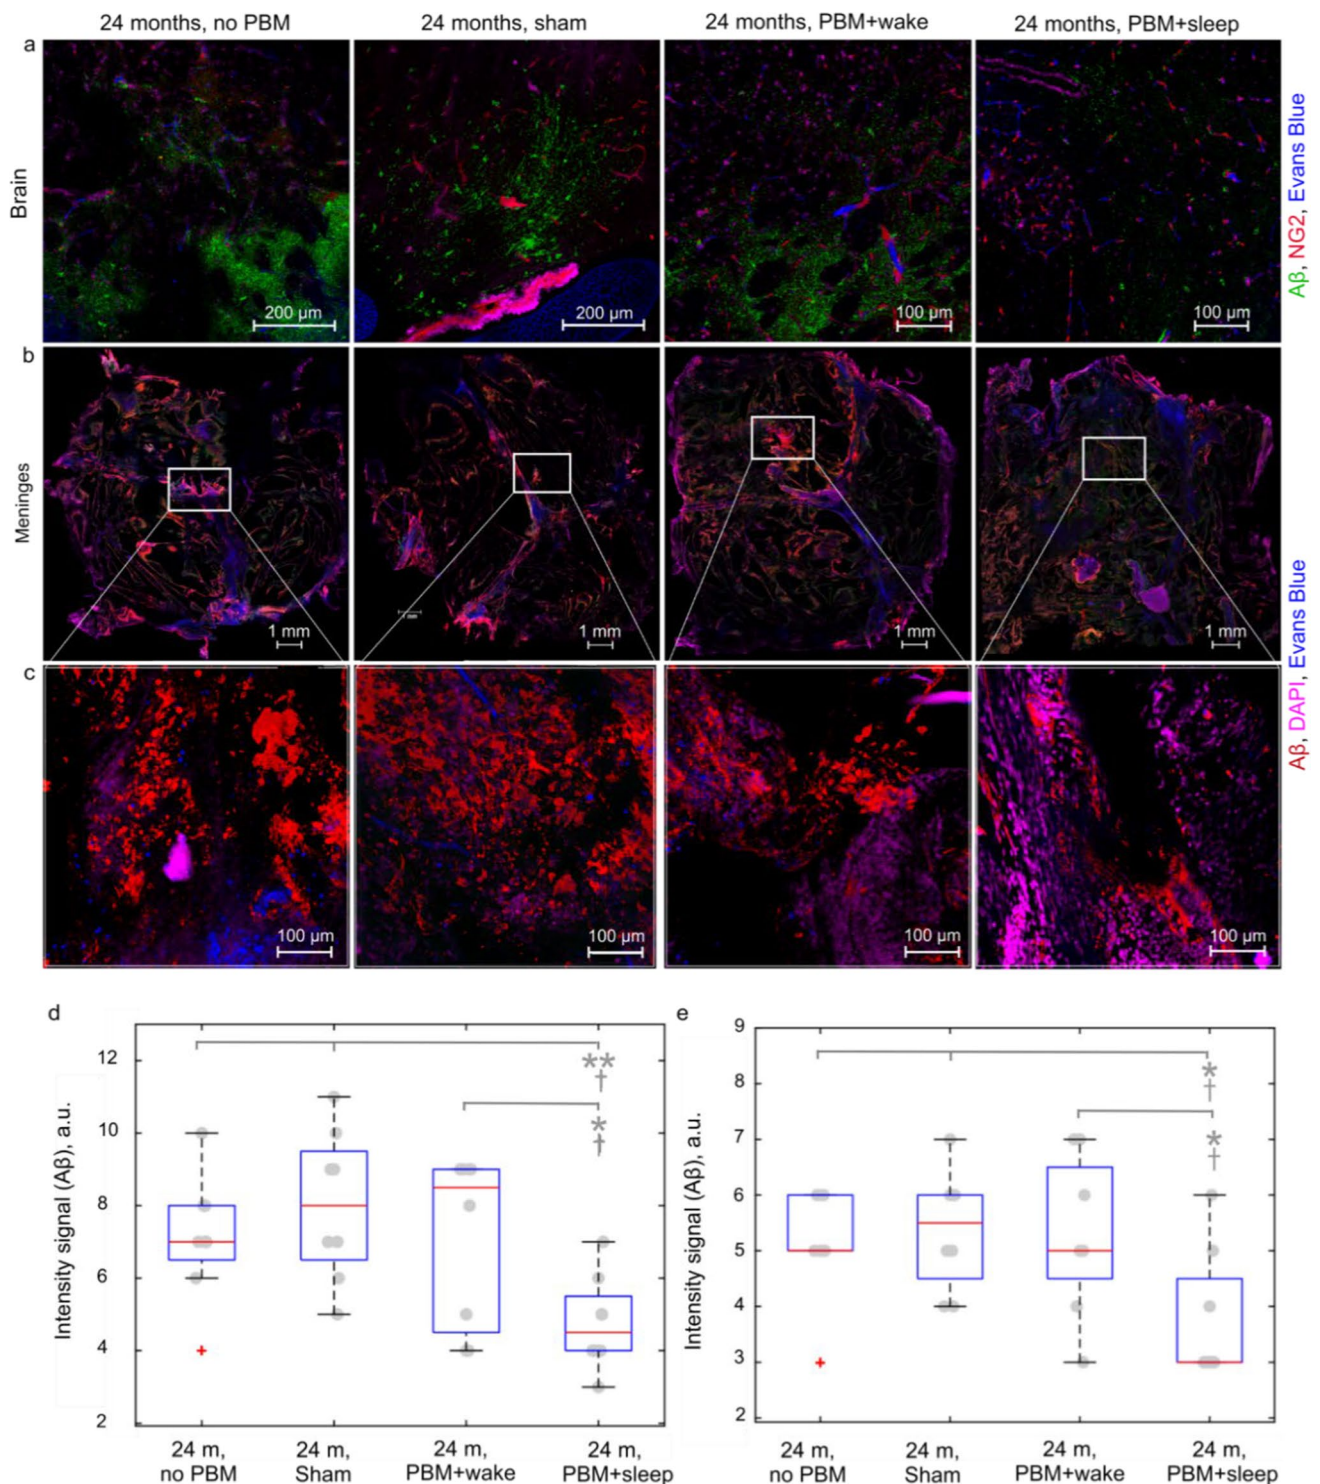 24 months, no PBM
24 months, sham
24 months, PBM+wake
24 months, PBM+sleep
a
Brain
200 µm
200 µm
100 µm
100 µm
Aβ, NG2, Evans Blue
b
Meninges
1 mm
1 mm
1 mm
1 mm
c
100 µm
100 µm
100 µm
100 µm
Aβ, DAPI, Evans Blue
d
Intensity signal (Aβ), a.u.
12
10
8
6
4
2
**
†
*
†
24 m,
no PBM
24 m,
Sham
24 m,
PBM+wake
24 m,
PBM+sleep
e
Intensity signal (Aβ), a.u.
9
8
7
6
5
4
3
2
*
†
*
†
24 m,
no PBM
24 m,
Sham
24 m,
PBM+wake
24 m,
PBM+sleep